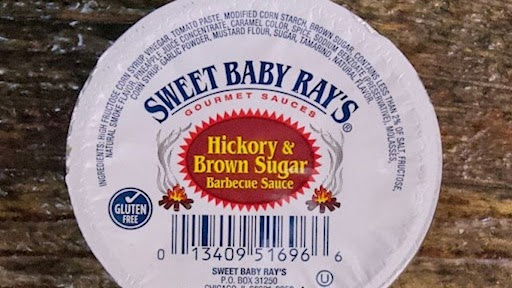 INGREDIENTS: HIGH FRUCTOSE CORN SYRUP, VINEGAR, TOMATO PASTE, MODIFIED CORN STARCH, BROWN SUGAR, CONTAINS LESS THAN 2% OF SALT, FRUCTOSE,
NATURAL SMOKE FLAVOR, PINEAPPLE JUICE CONCENTRATE, CARAMEL COLOR, SPICE, SODIUM BENZOATE (PRESERVATIVE), MOLASSES,
CORN SYRUP, GARLIC POWDER, MUSTARD FLOUR, SUGAR, TAMARIND, NATURAL FLAVOR.
SWEET BABY RAY'S®
GOURMET SAUCES
Hickory &
Brown Sugar
Barbecue Sauce
GLUTEN
FREE
0 13409 51696 6
SWEET BABY RAY'S
P.O. BOX 31250
U
CHICAGO, IL